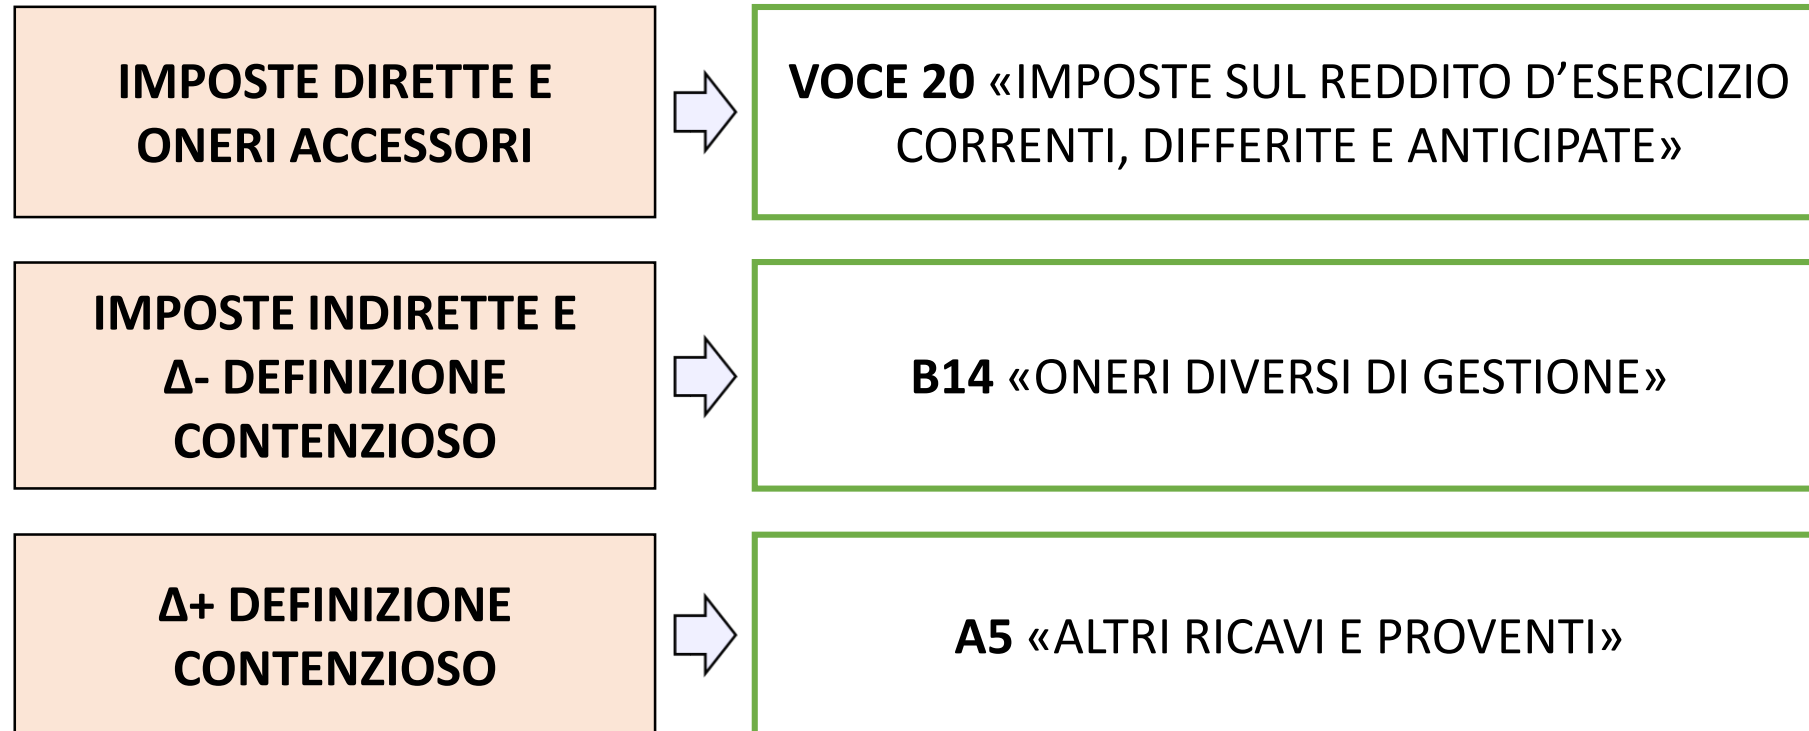 IMPOSTE DIRETTE E
ONERI ACCESSORI
VOCE 20 «IMPOSTE SUL REDDITO D’ESERCIZIO
CORRENTI, DIFFERITE E ANTICIPATE»
IMPOSTE INDIRETTE E
Δ- DEFINIZIONE
CONTENZIOSO
B14 «ONERI DIVERSI DI GESTIONE»
Δ+ DEFINIZIONE
CONTENZIOSO
A5 «ALTRI RICAVI E PROVENTI»